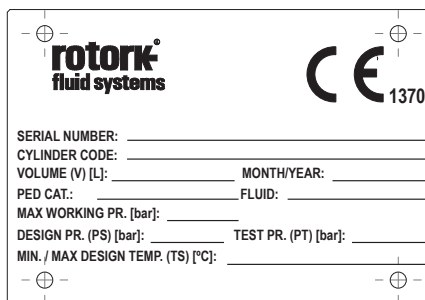 rotork®
fluid systems
CE 1370
SERIAL NUMBER:
CYLINDER CODE:
VOLUME (V) [L]: MONTH/YEAR:
PED CAT.: FLUID:
MAX WORKING PR. [bar]:
DESIGN PR. (PS) [bar]: TEST PR. (PT) [bar]:
MIN. / MAX DESIGN TEMP. (TS) [ºC]: